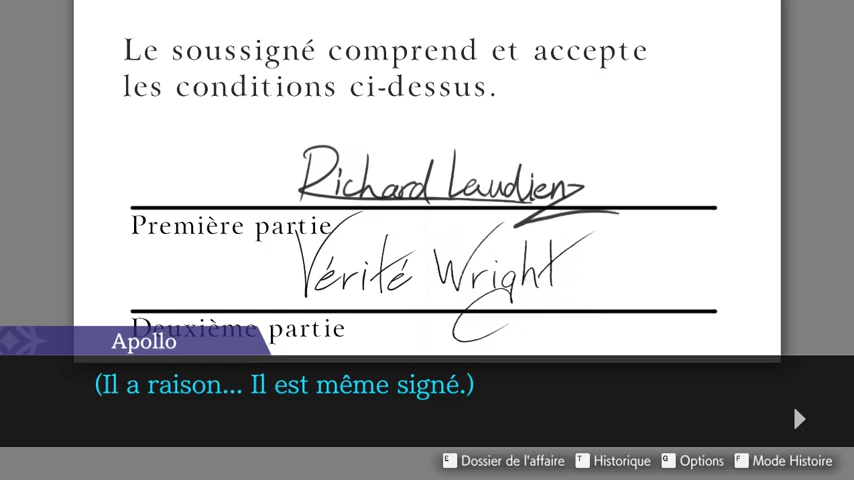 Le soussigné comprend et accepte
les conditions ci-dessus.
Richard Laudienz
Première partie
Vérité Wright
Deuxième partie
Apollo
(Il a raison... Il est même signé.)
E Dossier de l'affaire T Historique G Options F Mode Histoire